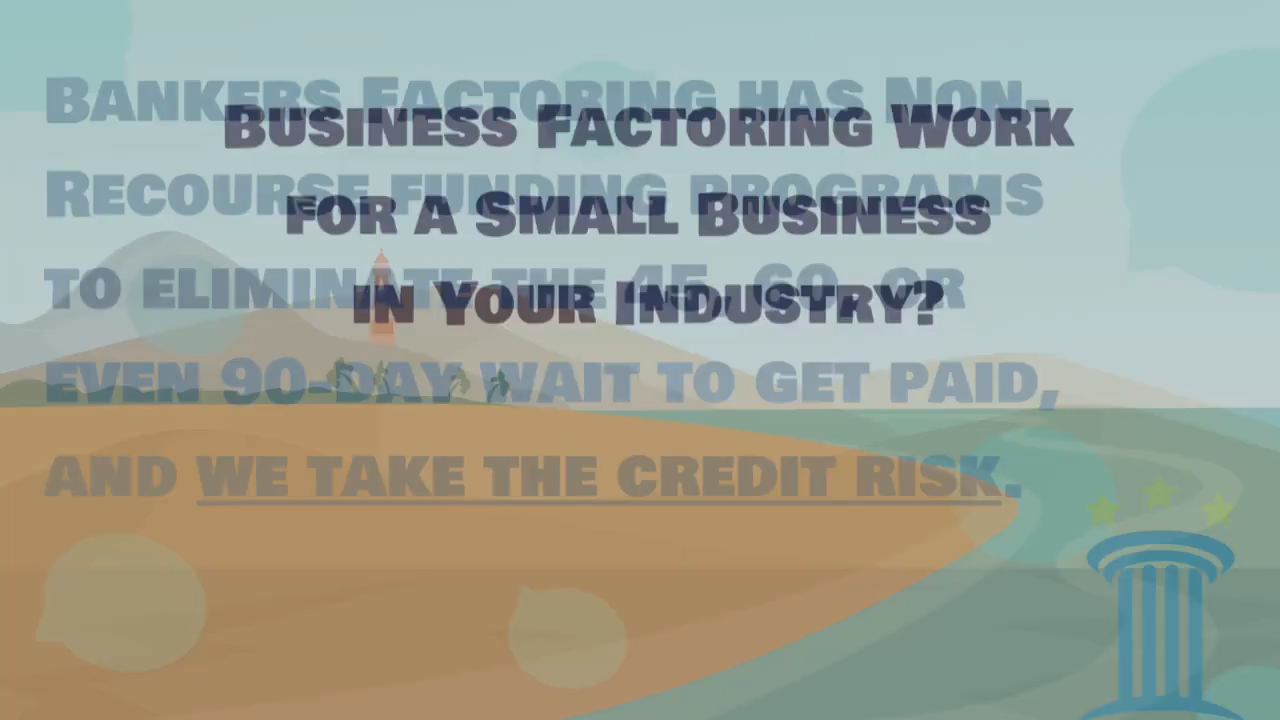 Bankers Factoring has Non-
Recourse funding programs
to eliminate the 45, 60, or
even 90-day wait to get paid,
and we take the credit risk.
Business Factoring Work
for a Small Business
in Your Industry?